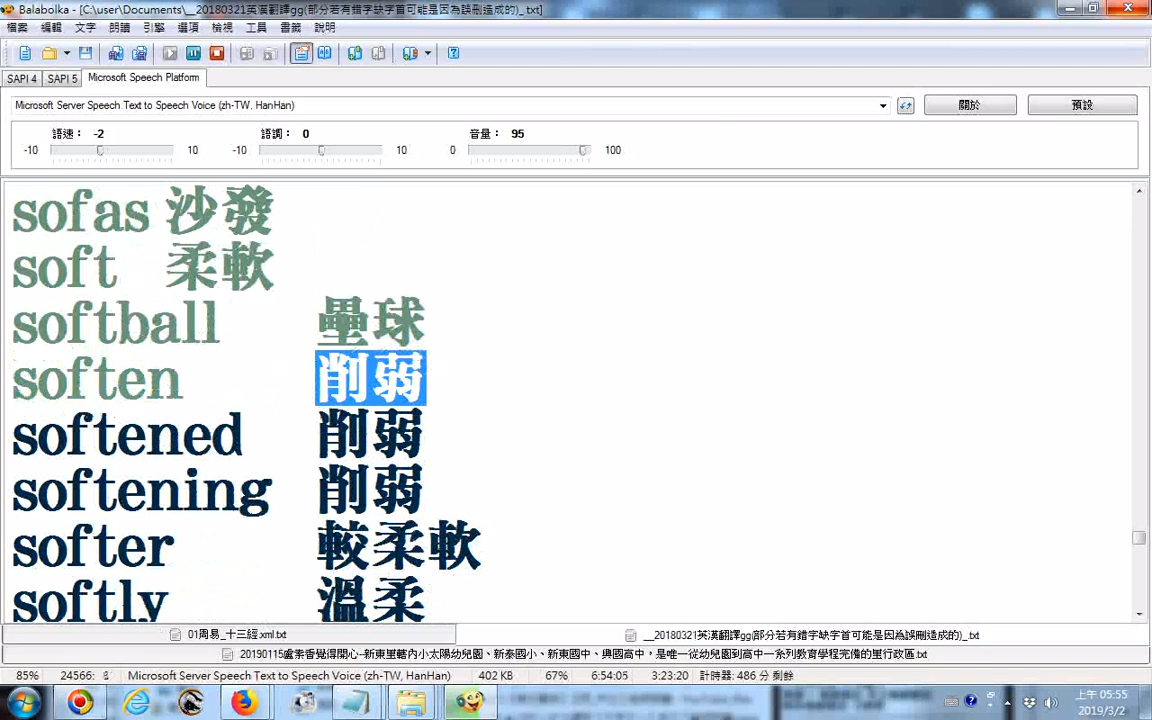 Balabolka - [C:\user\Documents\__20180321英漢翻譯gg(部分若有錯字缺字首可能是因為誤刪造成的)_.txt]
檔案 編輯 文字 朗讀 引擎 選項 檢視 工具 書籤 說明
SAPI 4 SAPI 5 Microsoft Speech Platform
Microsoft Server Speech Text to Speech Voice (zh-TW, HanHan) 關於 預設
語速： -2 語調： 0 音量： 95
-10 10 -10 10 0 100
sofas 沙發
soft 柔軟
softball 壘球
soften 削弱
softened 削弱
softening 削弱
softer 較柔軟
softly 溫柔
01周易_十三經.xml.txt __20180321英漢翻譯gg(部分若有錯字缺字首可能是因為誤刪造成的)_.txt
20190115盧素香覺得開心-新東里轄內小太陽幼兒園、新泰國小、新東國中、興國高中，是唯一從幼兒園到高中一系列教育學程完備的里行政區.txt
85% 24566: Microsoft Server Speech Text to Speech Voice (zh-TW, HanHan) 402 KB 67% 6:54:05 3:23:20 計時器: 486 分 剩餘
上午 05:55
2019/3/2